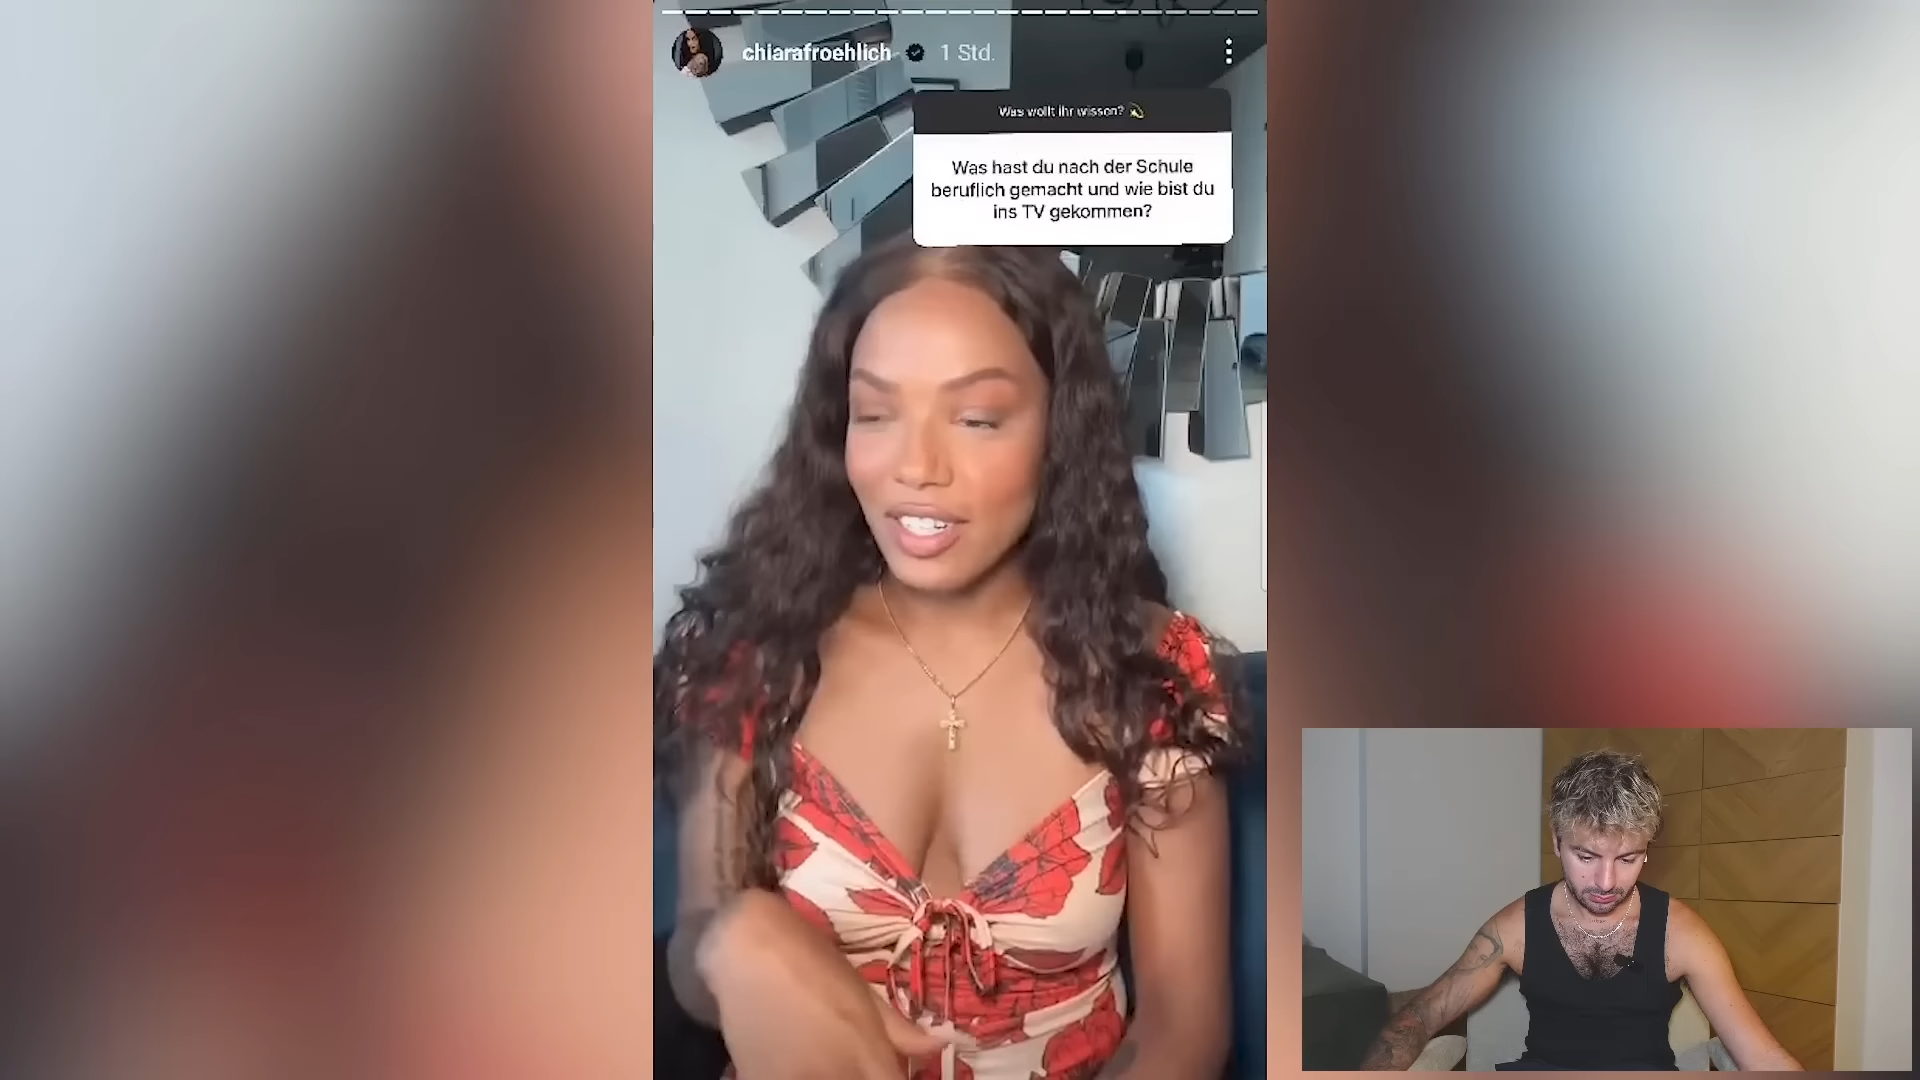 chiarafroehlich 1 Std.
Was wollt ihr wissen? 💫
Was hast du nach der Schule
beruflich gemacht und wie bist du
ins TV gekommen?